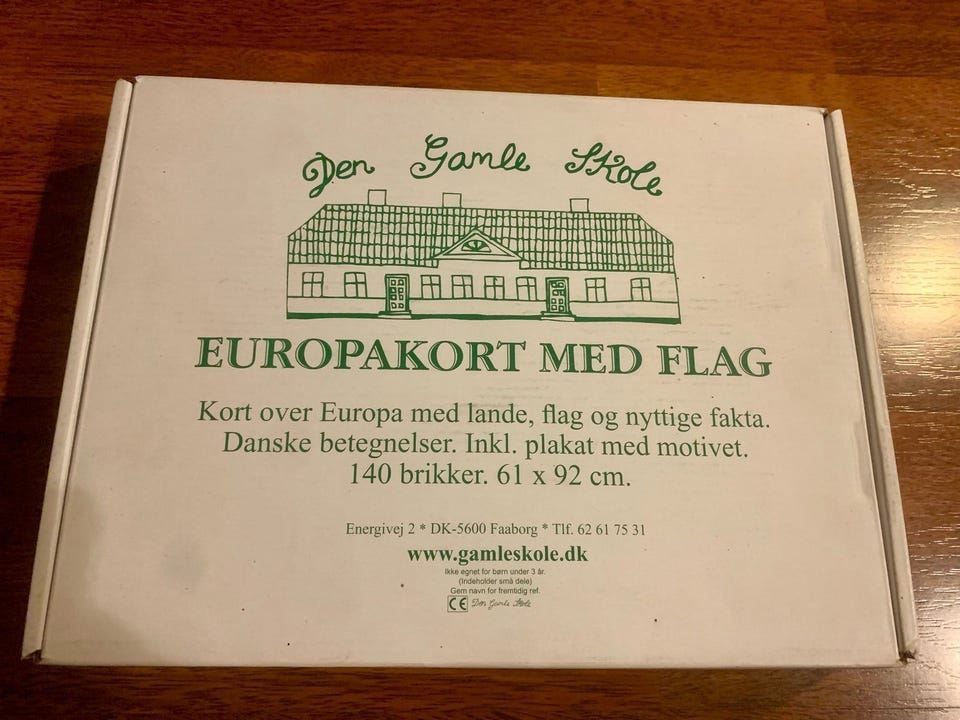 Den Gamle Skole
EUROPAKORT MED FLAG
Kort over Europa med lande, flag og nyttige fakta.
Danske betegnelser. Inkl. plakat med motivet.
140 brikker. 61 x 92 cm.
Energivej 2 * DK-5600 Faaborg * Tlf. 62 61 75 31
www.gamleskole.dk
Ikke egnet for børn under 3 år.
(Indeholder små dele)
Gem navn for fremtidig ref.
CE Den Gamle Skole